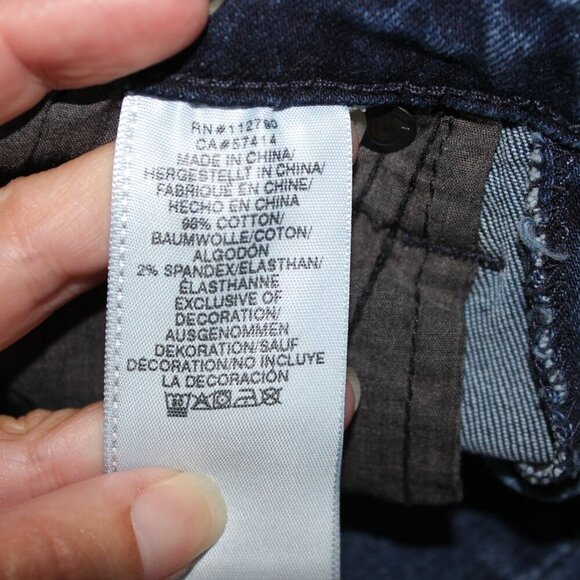 RN#112790
CA#57414
MADE IN CHINA/
HERGESTELLT IN CHINA/
FABRIQUÉ EN CHINE/
HECHO EN CHINA
98% COTTON/
BAUMWOLLE/COTON/
ALGODÓN
2% SPANDEX/ELASTHAN/
ÉLASTHANNE
EXCLUSIVE OF
DECORATION/
AUSGENOMMEN
DEKORATION/SAUF
DÉCORATION/NO INCLUYE
LA DECORACIÓN